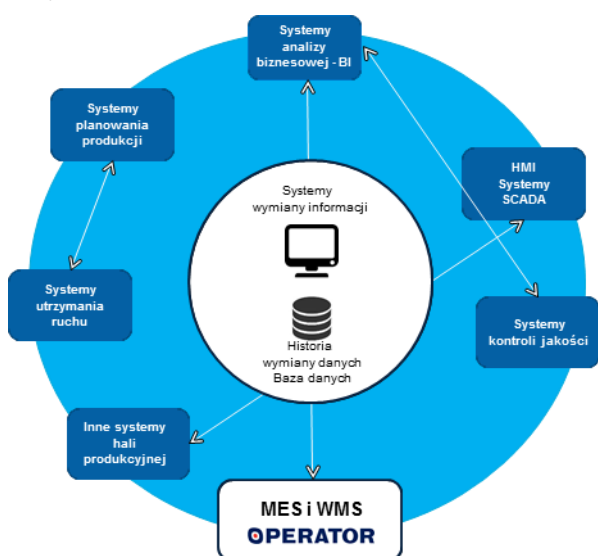 Systemy
analizy
biznesowej - BI
Systemy
planowania
produkcji
HMI
Systemy
SCADA
Systemy
wymiany informacji
Systemy
utrzymania
ruchu
Systemy
kontroli jakości
Historia
wymiany danych
Baza danych
Inne systemy
hali
produkcyjnej
MES i WMS
OPERATOR